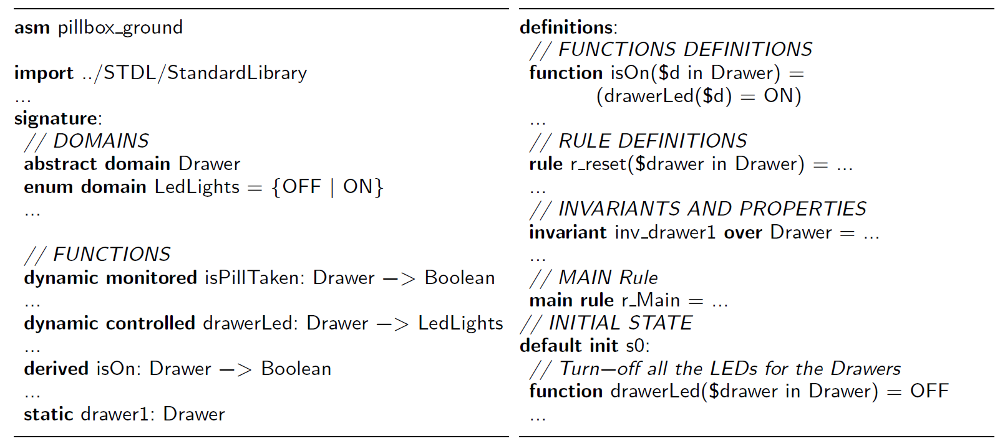 asm pillbox_ground
import ../STDL/StandardLibrary
...
signature:
// DOMAINS
abstract domain Drawer
enum domain LedLights = {OFF | ON}
...
// FUNCTIONS
dynamic monitored isPillTaken: Drawer −> Boolean
...
dynamic controlled drawerLed: Drawer −> LedLights
...
derived isOn: Drawer −> Boolean
...
static drawer1: Drawer
definitions:
// FUNCTIONS DEFINITIONS
function isOn($d in Drawer) =
(drawerLed($d) = ON)
...
// RULE DEFINITIONS
rule r_reset($drawer in Drawer) = ...
...
// INVARIANTS AND PROPERTIES
invariant inv_drawer1 over Drawer = ...
...
// MAIN Rule
main rule r_Main = ...
// INITIAL STATE
default init s0:
// Turn−off all the LEDs for the Drawers
function drawerLed($drawer in Drawer) = OFF
...